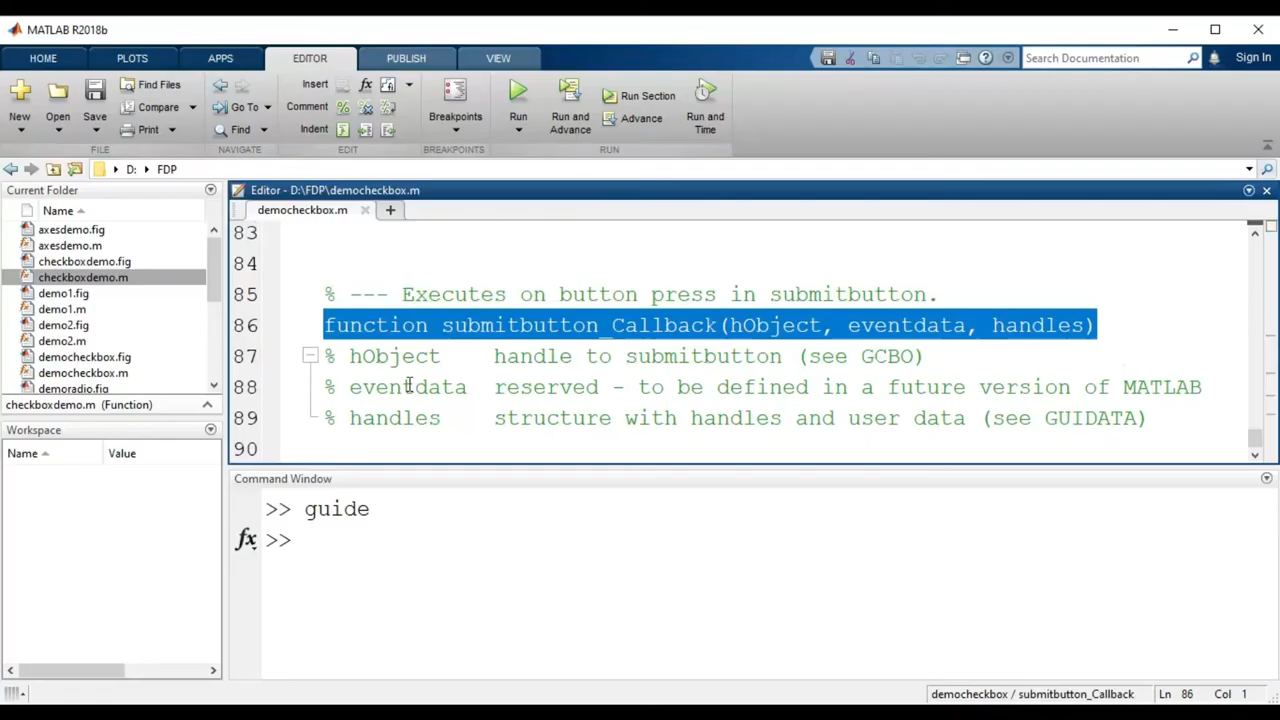 MATLAB R2018b
HOME PLOTS APPS EDITOR PUBLISH VIEW Search Documentation Sign In
New Open Save Find Files Compare Print
Go To Find
Insert fx
Comment
Indent
Breakpoints
Run Run and Advance Run Section Advance Run and Time
FILE NAVIGATE EDIT BREAKPOINTS RUN
D: FDP
Current Folder
Name
axesdemo.fig
axesdemo.m
checkboxdemo.fig
checkboxdemo.m
demo1.fig
demo1.m
demo2.fig
demo2.m
democheckbox.fig
democheckbox.m
demoradio.fig
checkboxdemo.m (Function)
Workspace
Name Value
Editor - D:\FDP\democheckbox.m
democheckbox.m
83
84
85 % --- Executes on button press in submitbutton.
86 function submitbutton_Callback(hObject, eventdata, handles)
87 % hObject    handle to submitbutton (see GCBO)
88 % eventdata  reserved - to be defined in a future version of MATLAB
89 % handles    structure with handles and user data (see GUIDATA)
90
Command Window
>> guide
fx >>
democheckbox / submitbutton_Callback Ln 86 Col 1